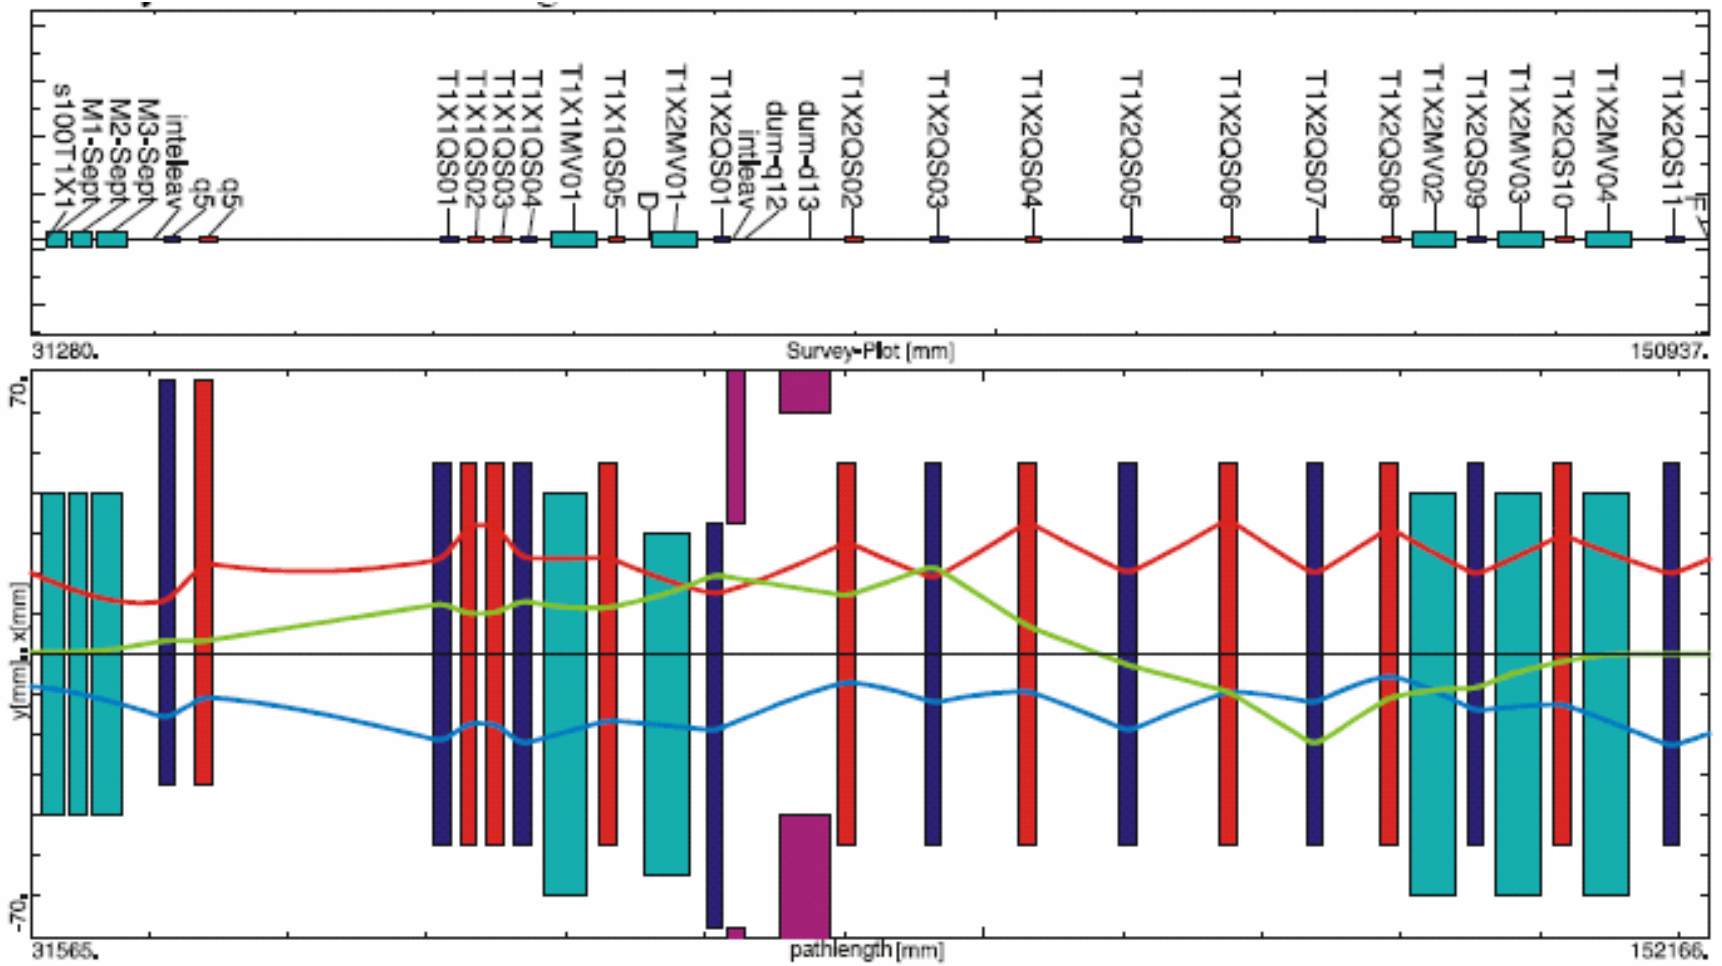 s100T1X1
M1-Sept
M2-Sept
M3-Sept
inteleav
q5
q5
T1X1QS01
T1X1QS02
T1X1QS03
T1X1QS04
T1X1MV01
T1X1QS05
D
T1X2MV01
T1X2QS01
intleav
dum-q12
dum-d13
T1X2QS02
T1X2QS03
T1X2QS04
T1X2QS05
T1X2QS06
T1X2QS07
T1X2QS08
T1X2MV02
T1X2QS09
T1X2MV03
T1X2QS10
T1X2MV04
T1X2QS11
31280. Survey-Plot [mm] 150937.
70.
y[mm].. x[mm]
-70.
31565. pathlength [mm] 152166.